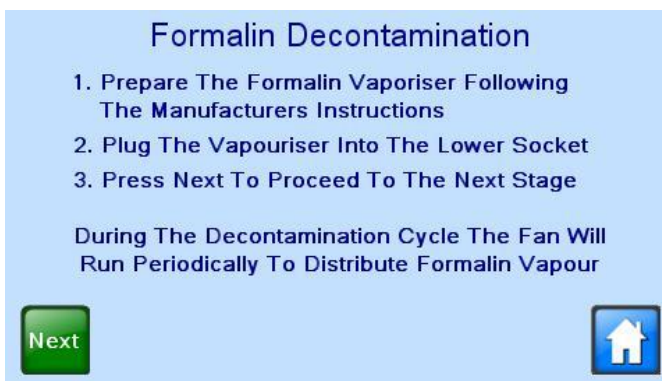 Formalin Decontamination
1. Prepare The Formalin Vaporiser Following
The Manufacturers Instructions
2. Plug The Vapouriser Into The Lower Socket
3. Press Next To Proceed To The Next Stage
During The Decontamination Cycle The Fan Will
Run Periodically To Distribute Formalin Vapour
Next